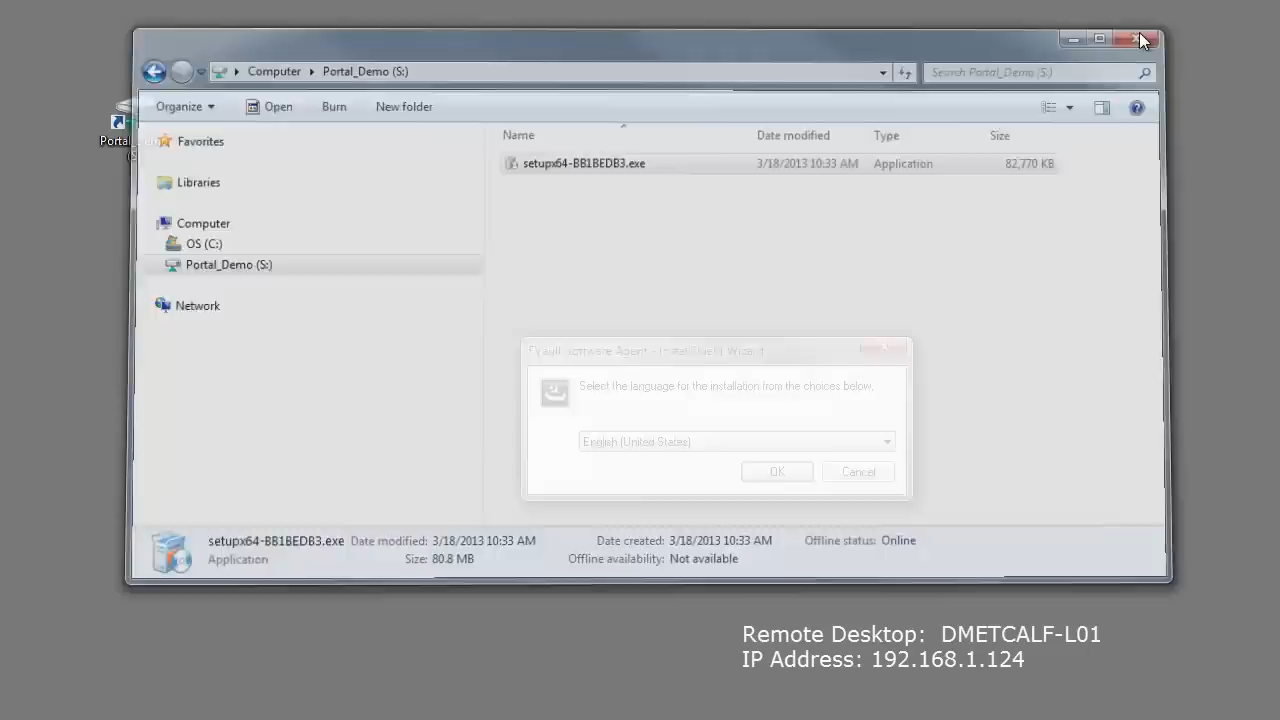 Computer
Portal_Demo (S:)
Search Portal_Demo (S:)
Organize
Open
Burn
New folder
Portal
Favorites
Libraries
Computer
OS (C:)
Portal_Demo (S:)
Network
Name
Date modified
Type
Size
setupx64-BB1BEDB3.exe
3/18/2013 10:33 AM
Application
82,770 KB
Software Agent - InstallShield Wizard
Select the language for the installation from the choices below.
English (United States)
OK
Cancel
setupx64-BB1BEDB3.exe
Date modified: 3/18/2013 10:33 AM
Date created: 3/18/2013 10:33 AM
Offline status: Online
Application
Size: 80.8 MB
Offline availability: Not available
Remote Desktop: DMETCALF-L01
IP Address: 192.168.1.124